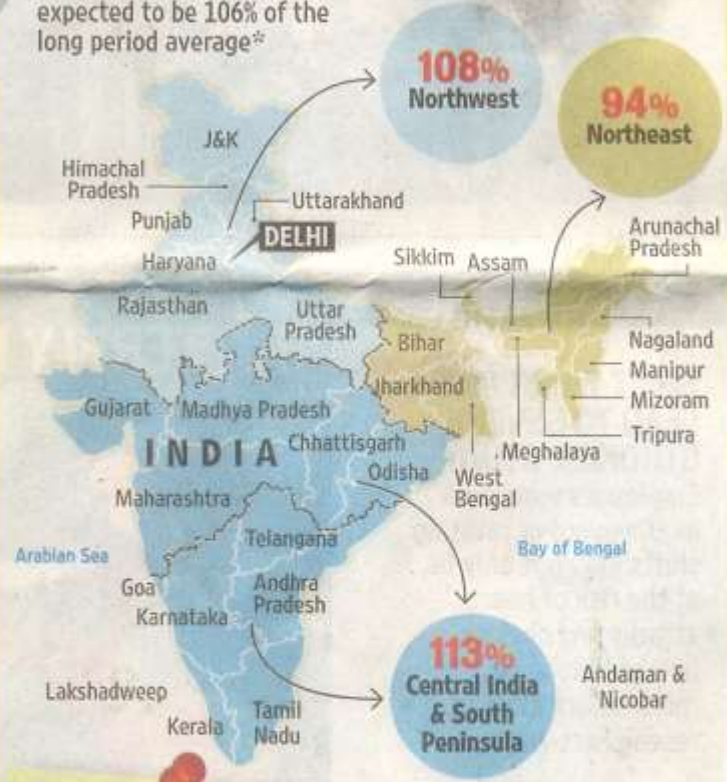 expected to be 106% of the
long period average*
108%
Northwest
94%
Northeast
J&K
Himachal
Pradesh
Uttarakhand
Punjab
DELHI
Haryana
Sikkim
Assam
Arunachal
Pradesh
Rajasthan
Uttar
Pradesh
Bihar
Nagaland
Manipur
Jharkhand
Mizoram
Gujarat
Madhya Pradesh
Tripura
INDIA
Chhattisgarh
Meghalaya
Odisha
West
Bengal
Maharashtra
Telangana
Arabian Sea
Bay of Bengal
Goa
Andhra
Pradesh
Karnataka
113%
Central India
& South
Peninsula
Andaman &
Nicobar
Lakshadweep
Kerala
Tamil
Nadu